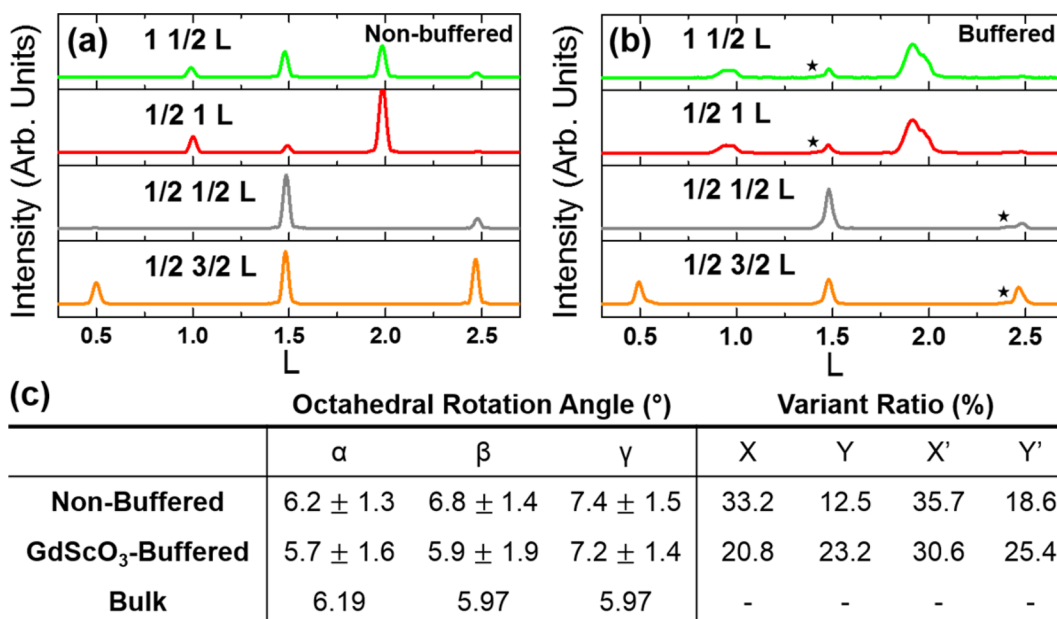 (a) Non-buffered
1 1/2 L
1/2 1 L
1/2 1/2 L
1/2 3/2 L
Intensity (Arb. Units)
0.5 1.0 1.5 2.0 2.5
L
(b) Buffered
1 1/2 L
★
1/2 1 L
★
1/2 1/2 L
★
1/2 3/2 L
★
Intensity (Arb. Units)
0.5 1.0 1.5 2.0 2.5
L
(c) Octahedral Rotation Angle (°) Variant Ratio (%)
α β γ X Y X' Y'
Non-Buffered 6.2 ± 1.3 6.8 ± 1.4 7.4 ± 1.5 33.2 12.5 35.7 18.6
GdScO₃-Buffered 5.7 ± 1.6 5.9 ± 1.9 7.2 ± 1.4 20.8 23.2 30.6 25.4
Bulk 6.19 5.97 5.97 - - - -